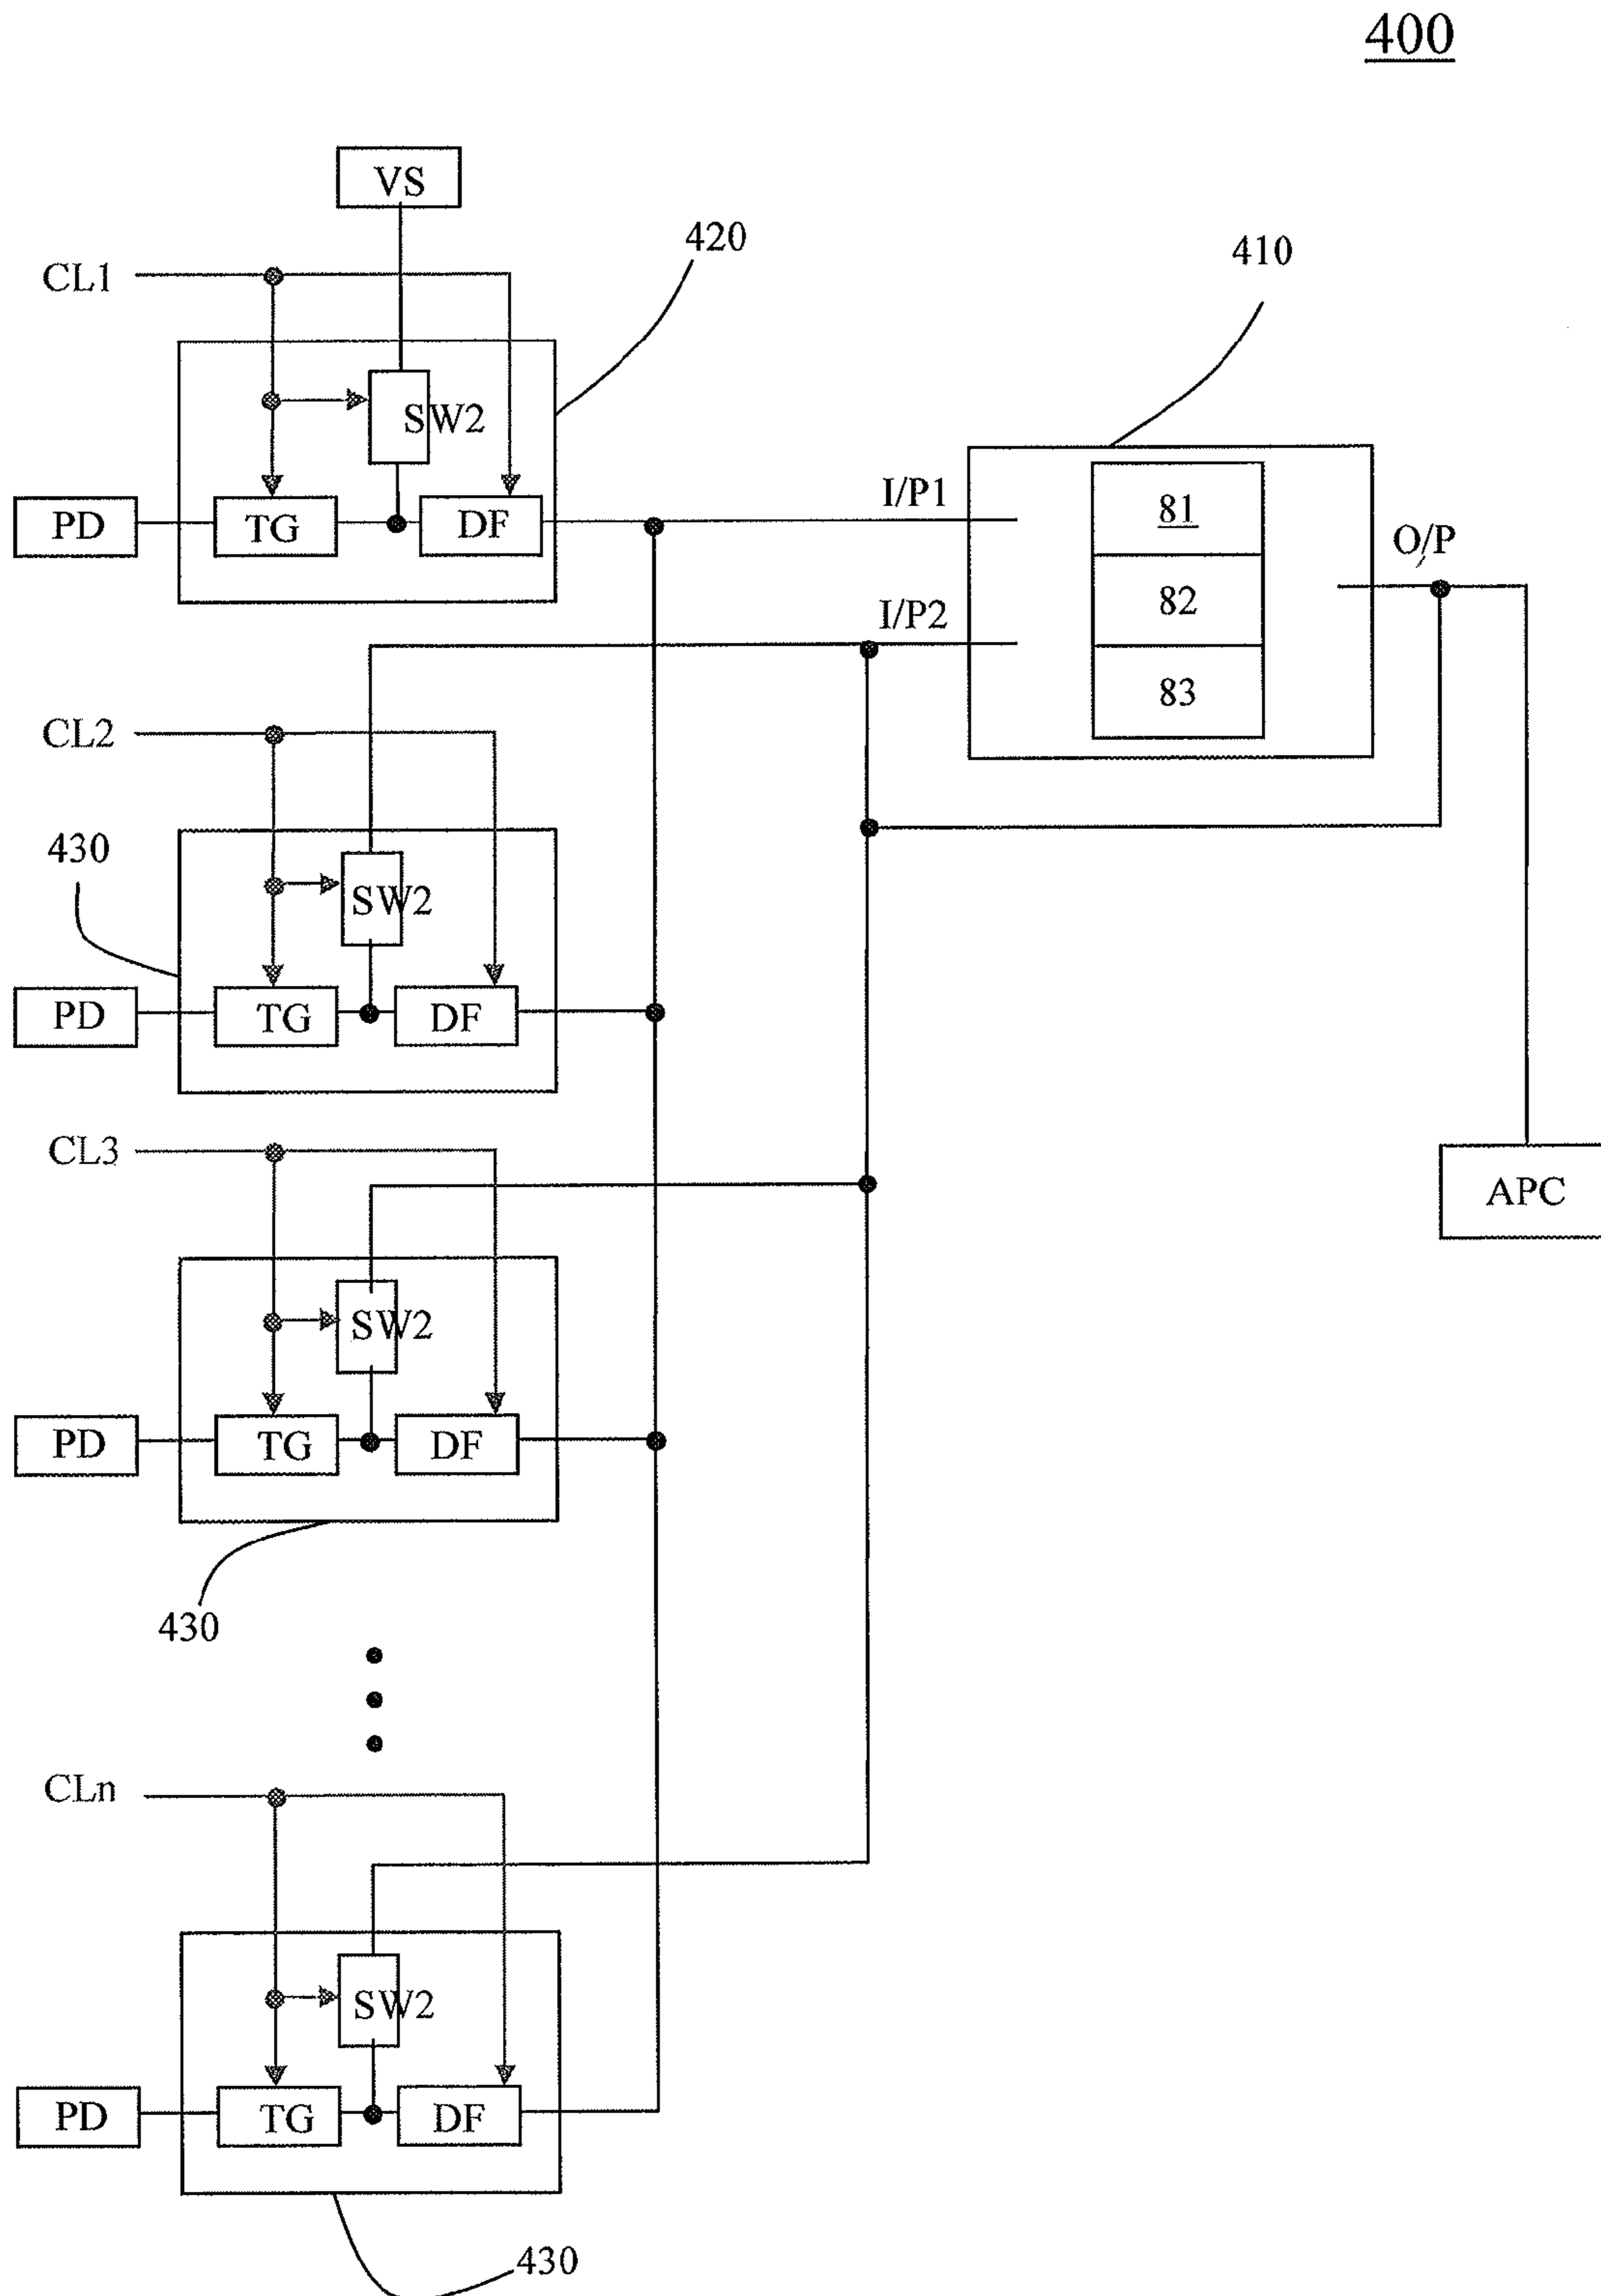 400
VS
420
CL1
410
SW2
I/P1
81
PD
TG
DF
O/P
82
I/P2
83
CL2
430
SW2
PD
TG
DF
CL3
APC
SW2
PD
TG
DF
430
CLn
SW2
PD
TG
DF
430